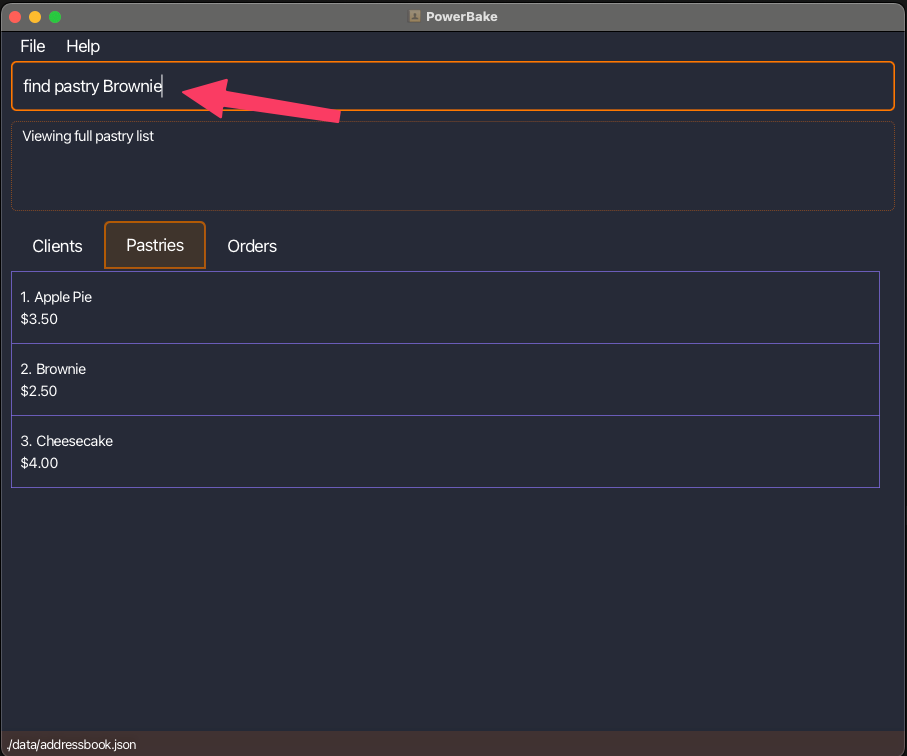 PowerBake
File Help
find pastry Brownie
Viewing full pastry list
Clients Pastries Orders
1. Apple Pie
$3.50
2. Brownie
$2.50
3. Cheesecake
$4.00
./data/addressbook.json